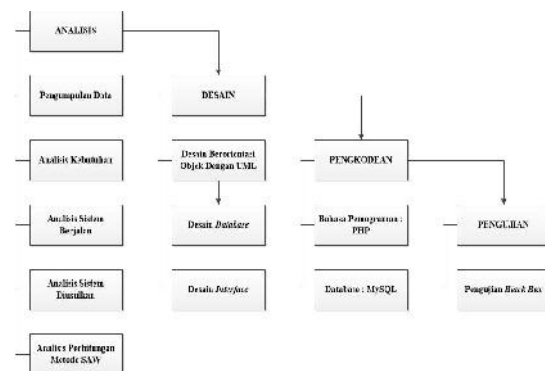 ANALISIS
Pengumpulan Data
Analisis Kebutuhan
Analisis Sistem
Berjalan
Analisis Sistem
Diusulkan
Analisis Perhitungan
Metode SAW
DESAIN
Desain Berorientasi
Objek Dengan UML
Desain Database
Desain Interface
PENGKODEAN
Bahasa Pemograman :
PHP
Database : MySQL
PENGUJIAN
Pengujian Black Box